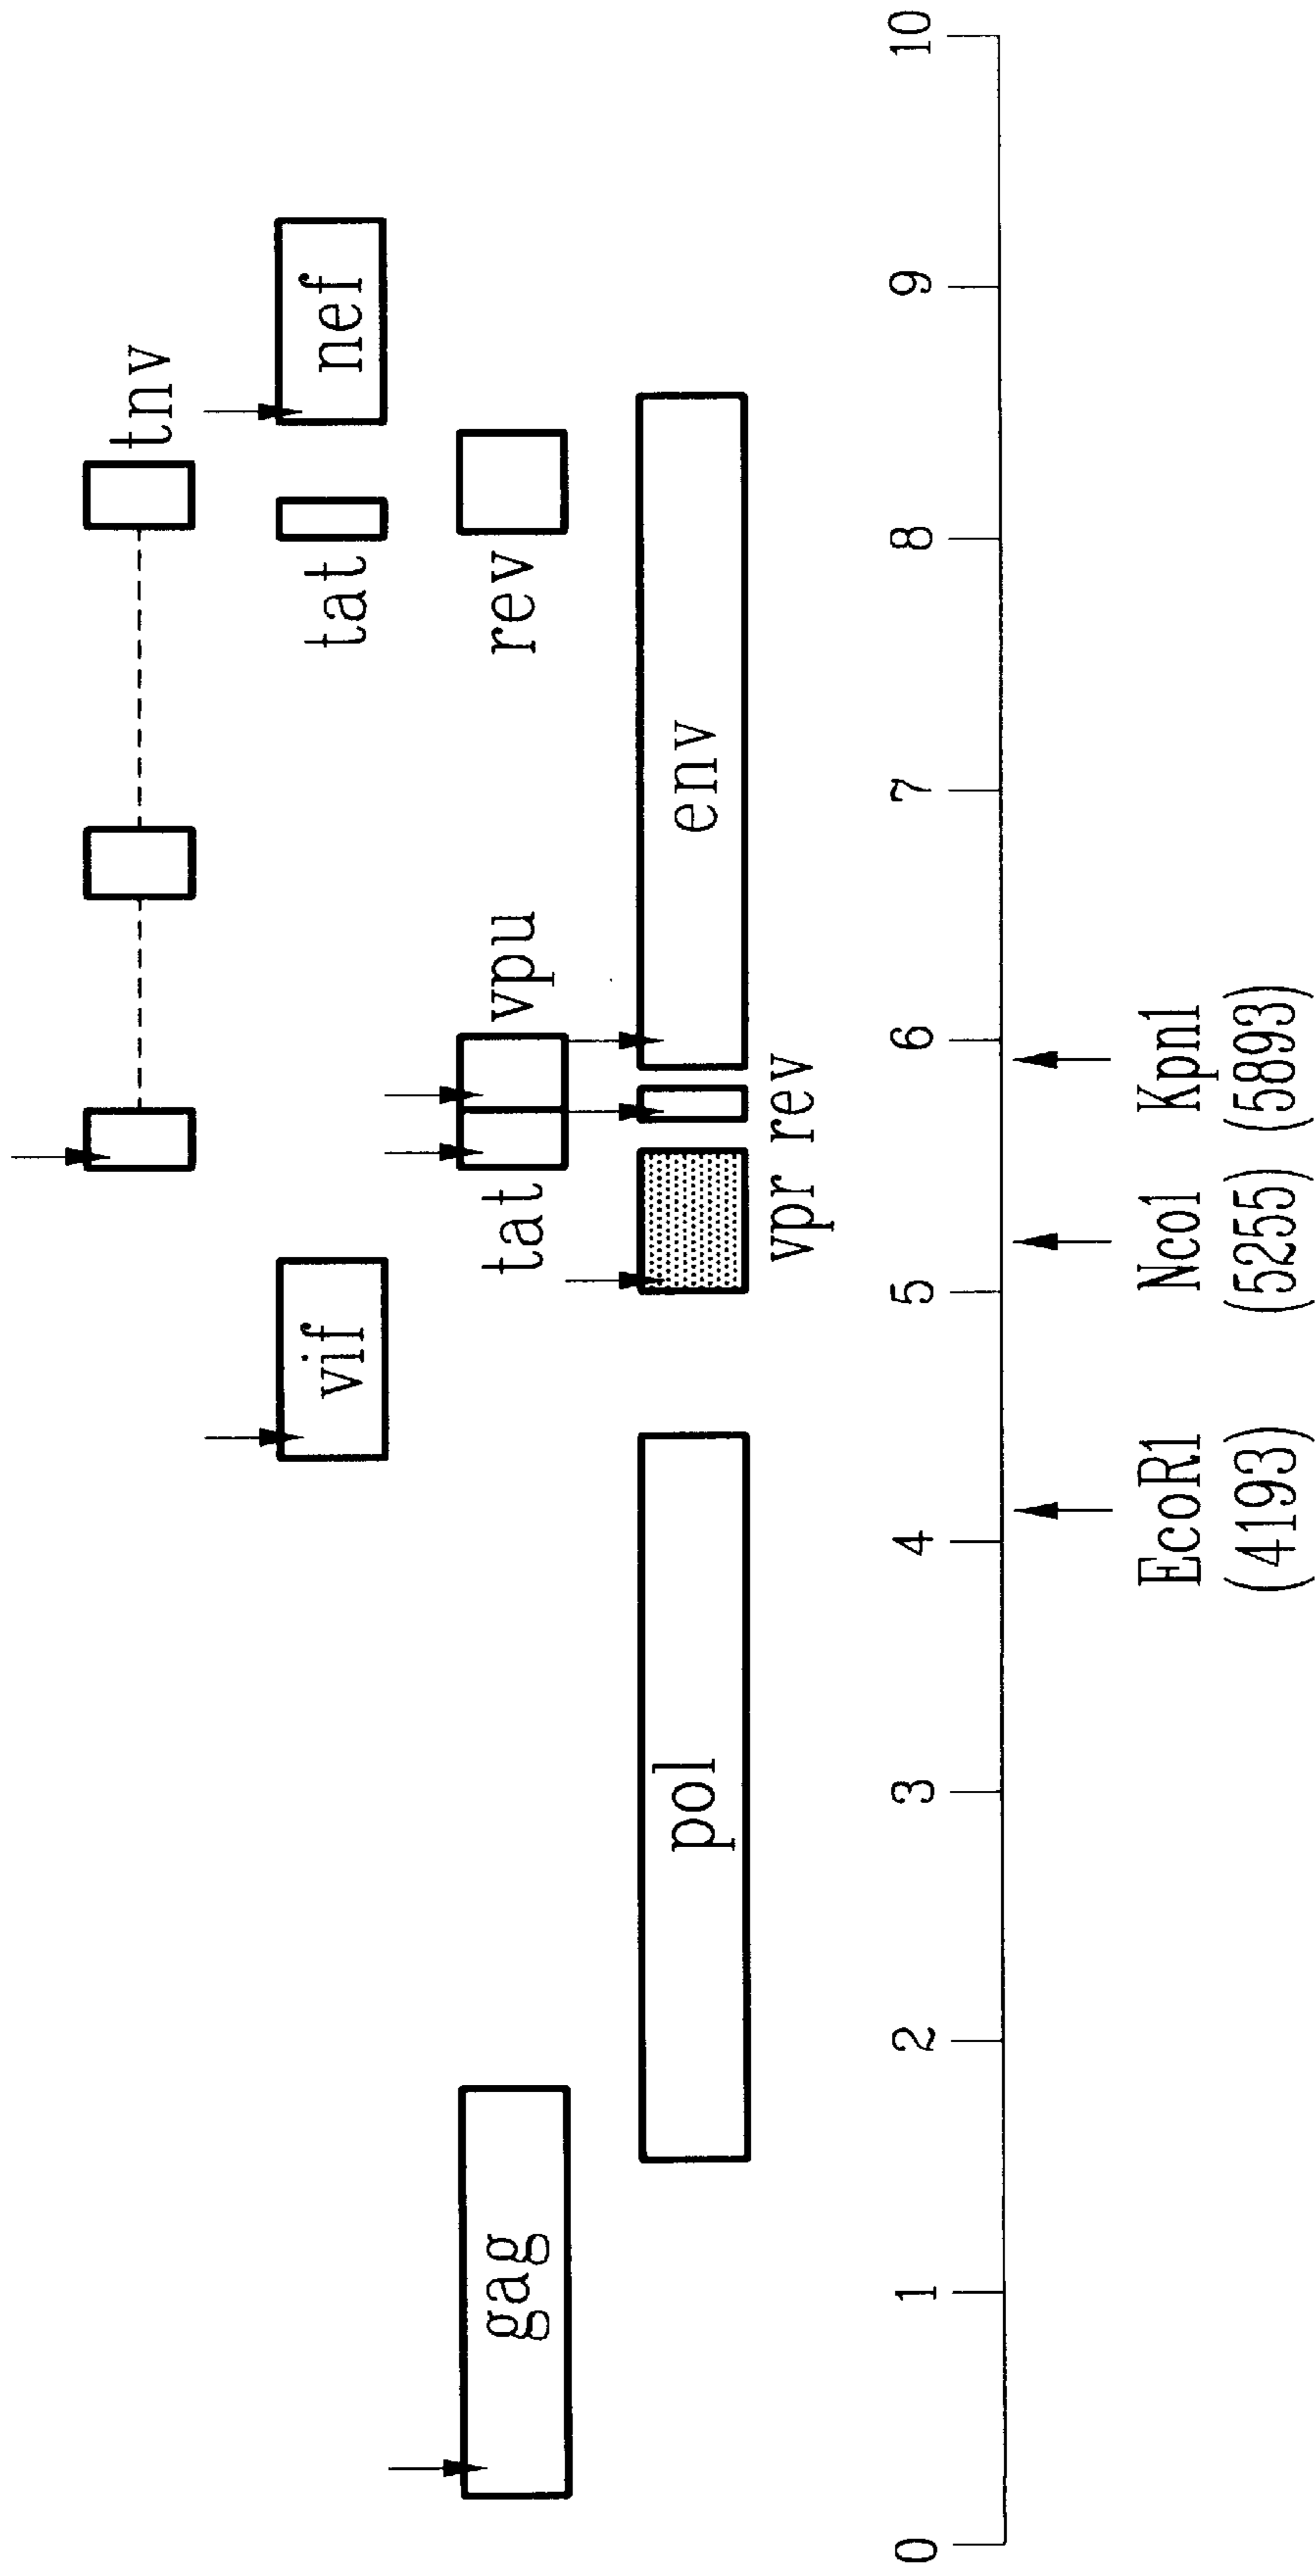 tnv
vif
tat
nef
tat
vpu
rev
gag
pol
env
vpr rev
0 1 2 3 4 5 6 7 8 9 10
EcoR1
(4193)
Nco1
(5255)
Kpn1
(5893)